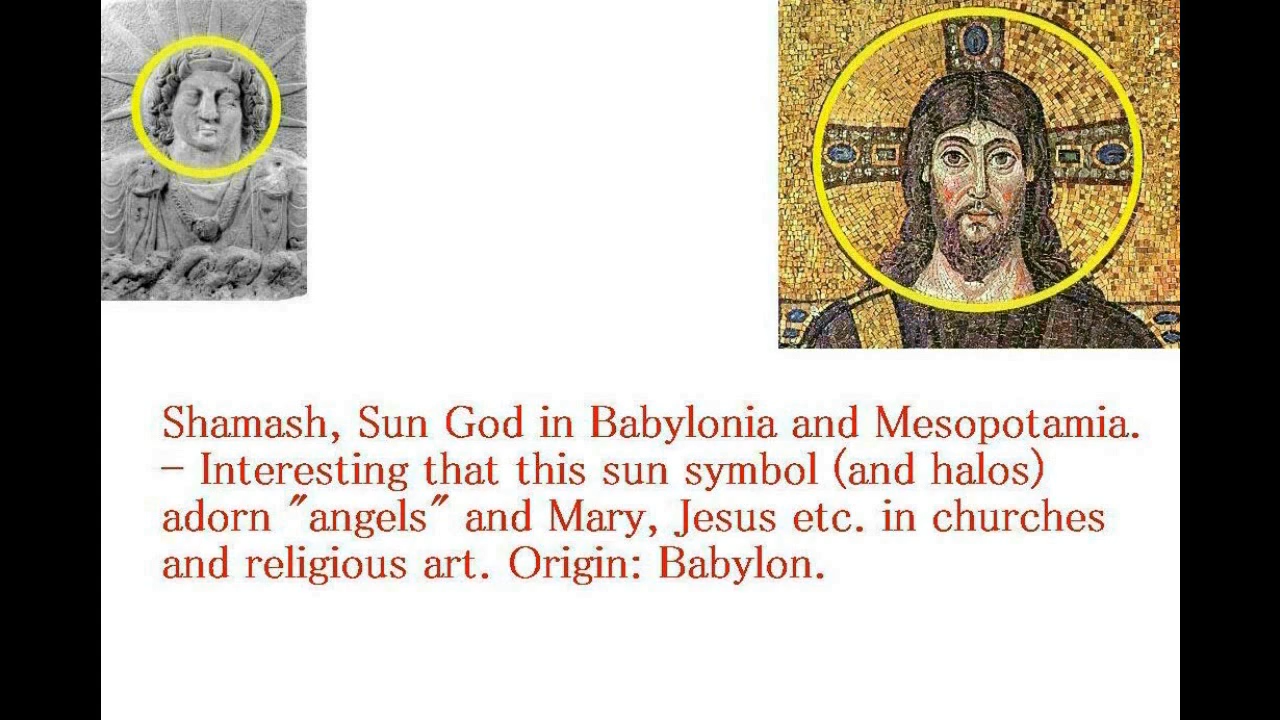 Shamash, Sun God in Babylonia and Mesopotamia.
- Interesting that this sun symbol (and halos)
adorn "angels" and Mary, Jesus etc. in churches
and religious art. Origin: Babylon.